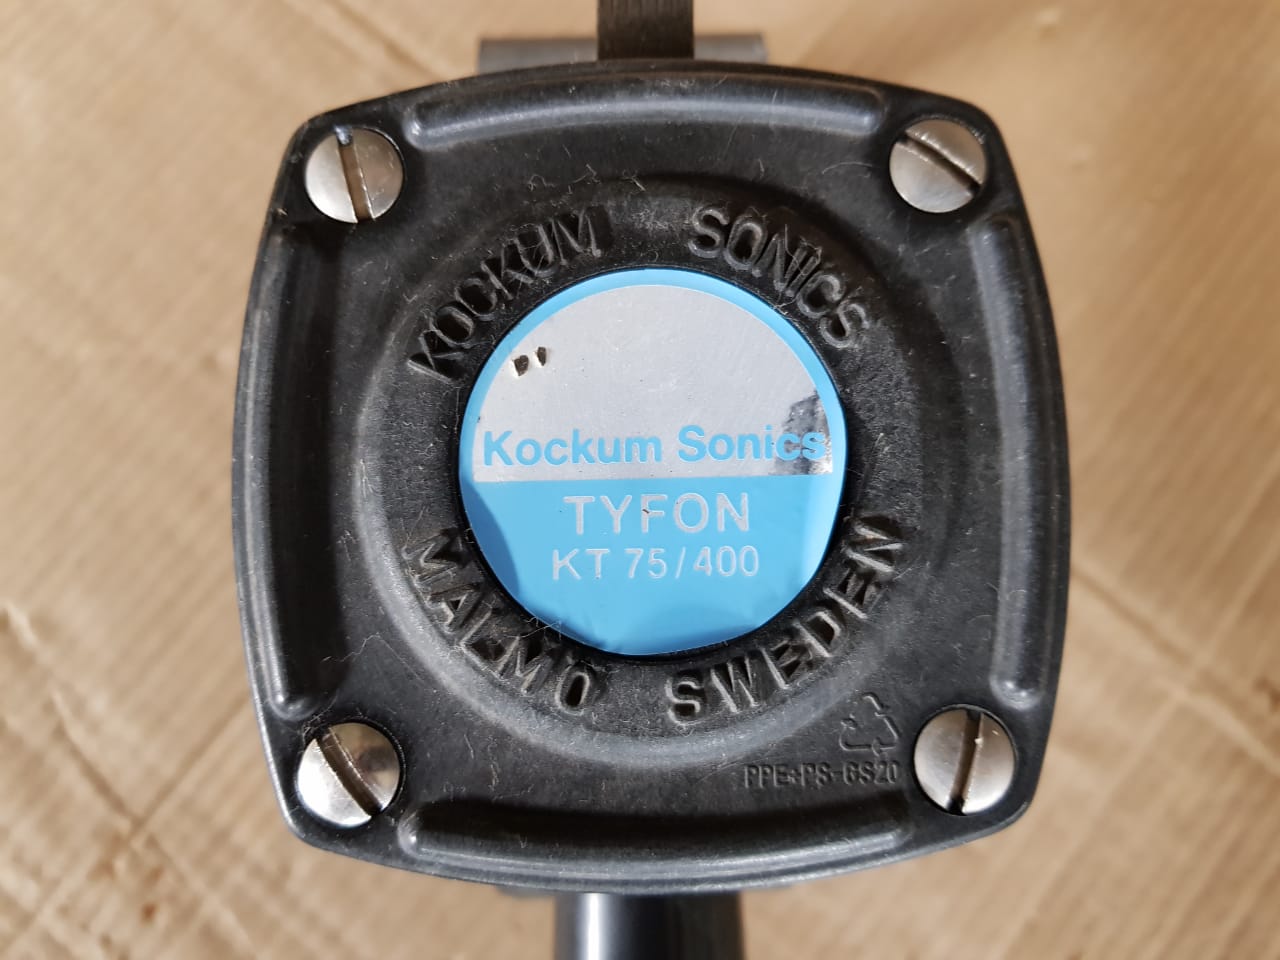 KOCKUM SONICS
Kockum Sonics
TYFON
KT 75/400
MALMÖ SWEDEN
PPE+PS-GS20